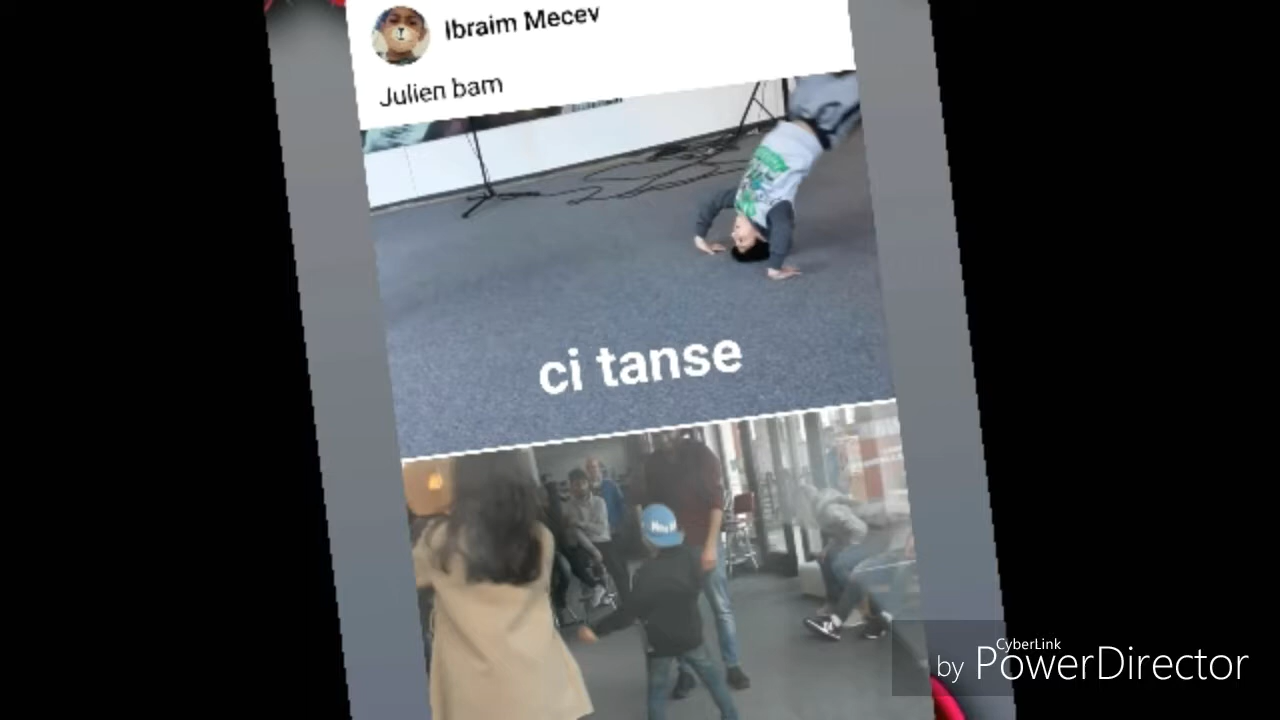 Ibraim Mecev
Julien bam
ci tanse
CyberLink
by PowerDirector